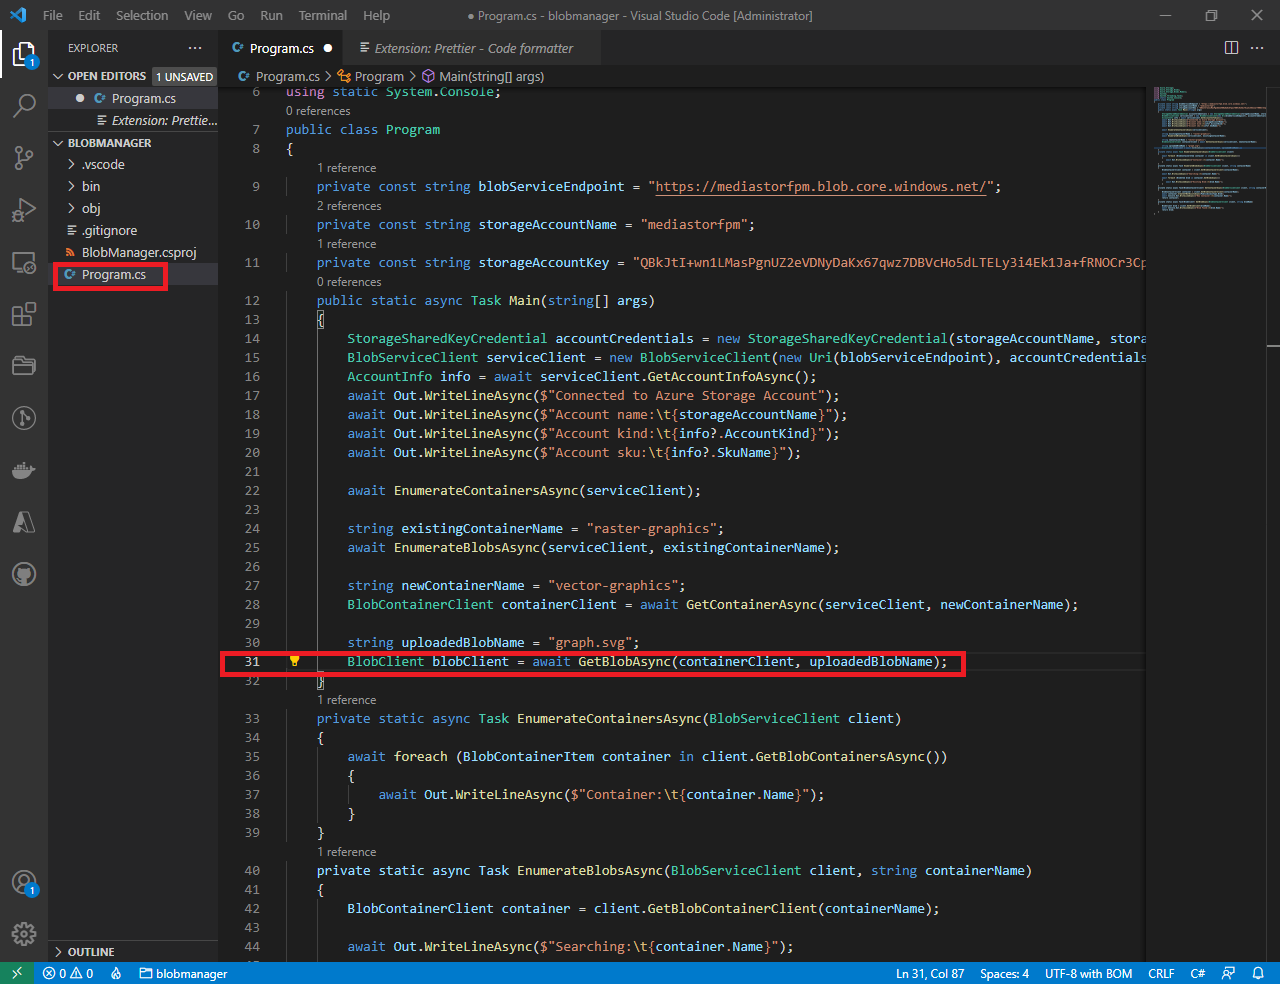 File Edit Selection View Go Run Terminal Help
● Program.cs - blobmanager - Visual Studio Code [Administrator]
EXPLORER
OPEN EDITORS 1 UNSAVED
Program.cs
Extension: Prettie...
BLOBMANAGER
.vscode
bin
obj
.gitignore
BlobManager.csproj
Program.cs
OUTLINE
1
1
Program.cs
Extension: Prettier - Code formatter
Program.cs > Program > Main(string[] args)
6 using static System.Console;
0 references
7 public class Program
8 {
1 reference
9 private const string blobServiceEndpoint = "https://mediastorfpm.blob.core.windows.net/";
2 references
10 private const string storageAccountName = "mediastorfpm";
1 reference
11 private const string storageAccountKey = "QBkJtI+wn1LMasPgnUZ2eVDNyDaKx67qwz7DBVcHo5dLTELy3i4Ek1Ja+fRNOCr3Cp
0 references
12 public static async Task Main(string[] args)
13 {
14 StorageSharedKeyCredential accountCredentials = new StorageSharedKeyCredential(storageAccountName, stora
15 BlobServiceClient serviceClient = new BlobServiceClient(new Uri(blobServiceEndpoint), accountCredentials
16 AccountInfo info = await serviceClient.GetAccountInfoAsync();
17 await Out.WriteLineAsync($"Connected to Azure Storage Account");
18 await Out.WriteLineAsync($"Account name:\t{storageAccountName}");
19 await Out.WriteLineAsync($"Account kind:\t{info?.AccountKind}");
20 await Out.WriteLineAsync($"Account sku:\t{info?.SkuName}");
21
22 await EnumerateContainersAsync(serviceClient);
23
24 string existingContainerName = "raster-graphics";
25 await EnumerateBlobsAsync(serviceClient, existingContainerName);
26
27 string newContainerName = "vector-graphics";
28 BlobContainerClient containerClient = await GetContainerAsync(serviceClient, newContainerName);
29
30 string uploadedBlobName = "graph.svg";
31 BlobClient blobClient = await GetBlobAsync(containerClient, uploadedBlobName);
32 }
1 reference
33 private static async Task EnumerateContainersAsync(BlobServiceClient client)
34 {
35 await foreach (BlobContainerItem container in client.GetBlobContainersAsync())
36 {
37 await Out.WriteLineAsync($"Container:\t{container.Name}");
38 }
39 }
1 reference
40 private static async Task EnumerateBlobsAsync(BlobServiceClient client, string containerName)
41 {
42 BlobContainerClient container = client.GetBlobContainerClient(containerName);
43
44 await Out.WriteLineAsync($"Searching:\t{container.Name}");
0 0 blobmanager Ln 31, Col 87 Spaces: 4 UTF-8 with BOM CRLF C#